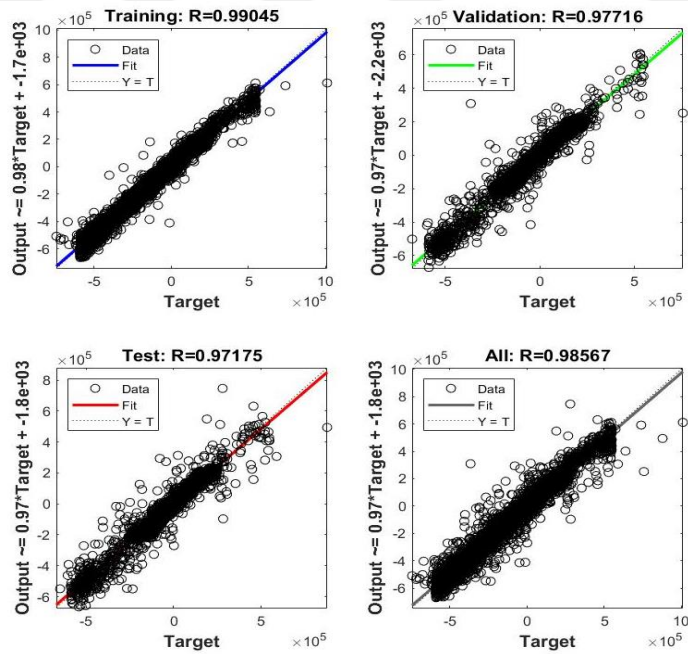 Training: R=0.99045
×10^5
10
8
6
4
2
0
-2
-4
-6
Data
Fit
Y = T
Output ~= 0.98*Target + -1.7e+03
-5
0
5
10
Target
×10^5
Validation: R=0.97716
×10^5
6
4
2
0
-2
-4
-6
Data
Fit
Y = T
Output ~= 0.97*Target + -2.2e+03
-5
0
5
Target
×10^5
Test: R=0.97175
×10^5
8
6
4
2
0
-2
-4
-6
Data
Fit
Y = T
Output ~= 0.97*Target + -1.8e+03
-5
0
5
Target
×10^5
All: R=0.98567
×10^5
10
8
6
4
2
0
-2
-4
-6
Data
Fit
Y = T
Output ~= 0.97*Target + -1.8e+03
-5
0
5
10
Target
×10^5